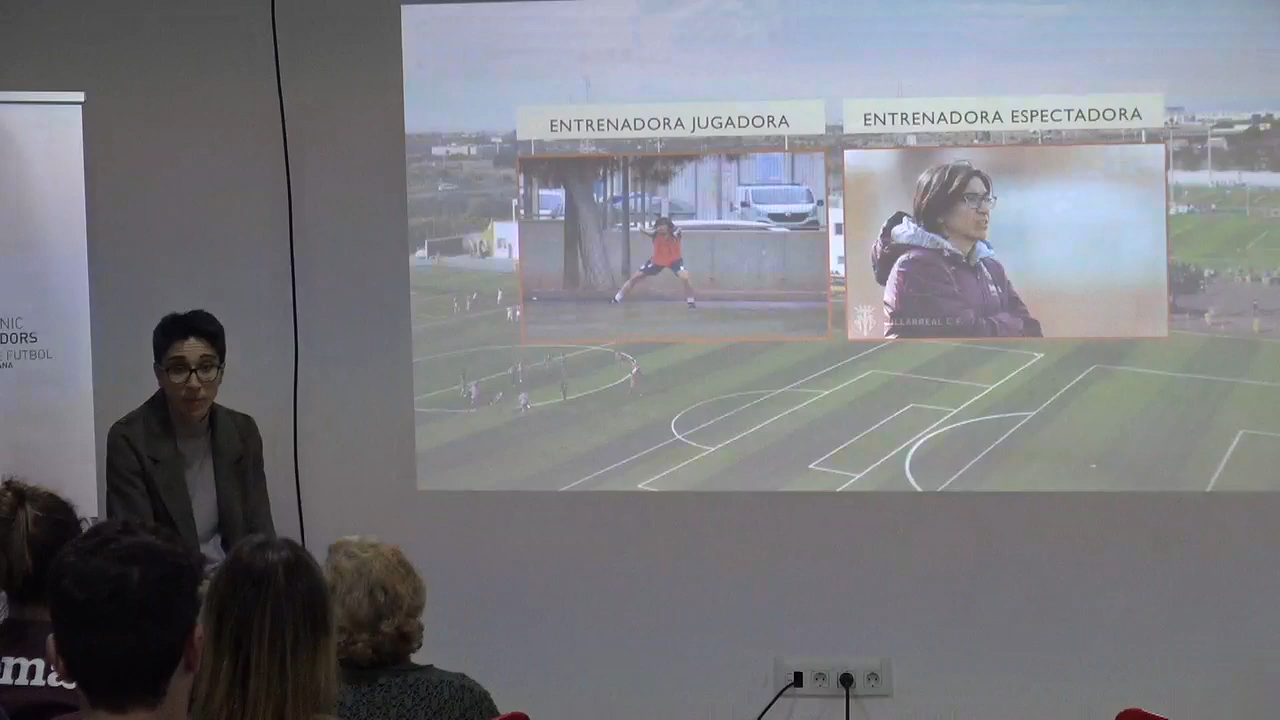 ENTRENADORA JUGADORA
ENTRENADORA ESPECTADORA
NIC
DORS
E FUTBOL
ANA
ma